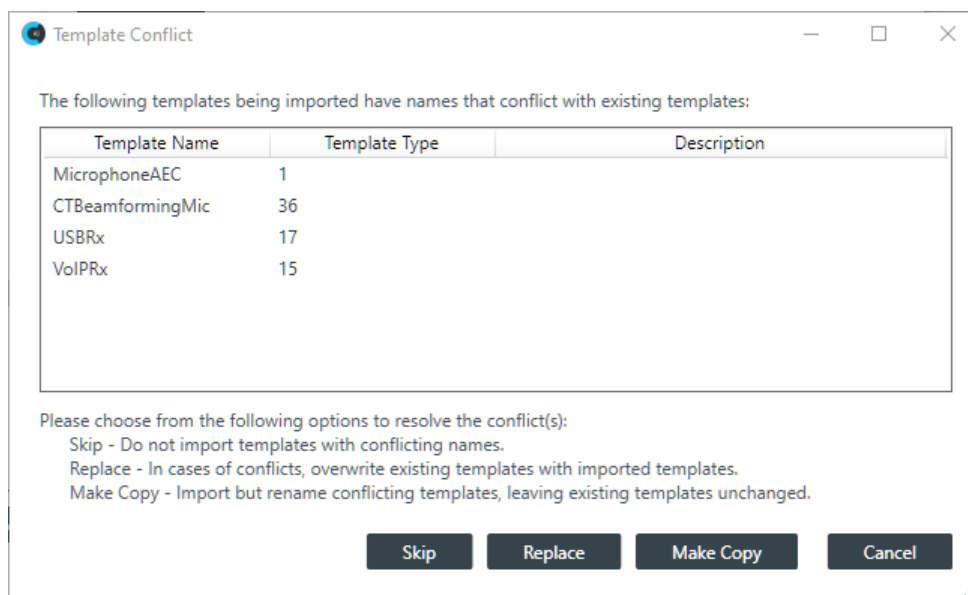 Template Conflict
The following templates being imported have names that conflict with existing templates:
Template Name Template Type Description
MicrophoneAEC 1
CTBeamformingMic 36
USBRx 17
VoIPRx 15
Please choose from the following options to resolve the conflict(s):
Skip - Do not import templates with conflicting names.
Replace - In cases of conflicts, overwrite existing templates with imported templates.
Make Copy - Import but rename conflicting templates, leaving existing templates unchanged.
Skip Replace Make Copy Cancel